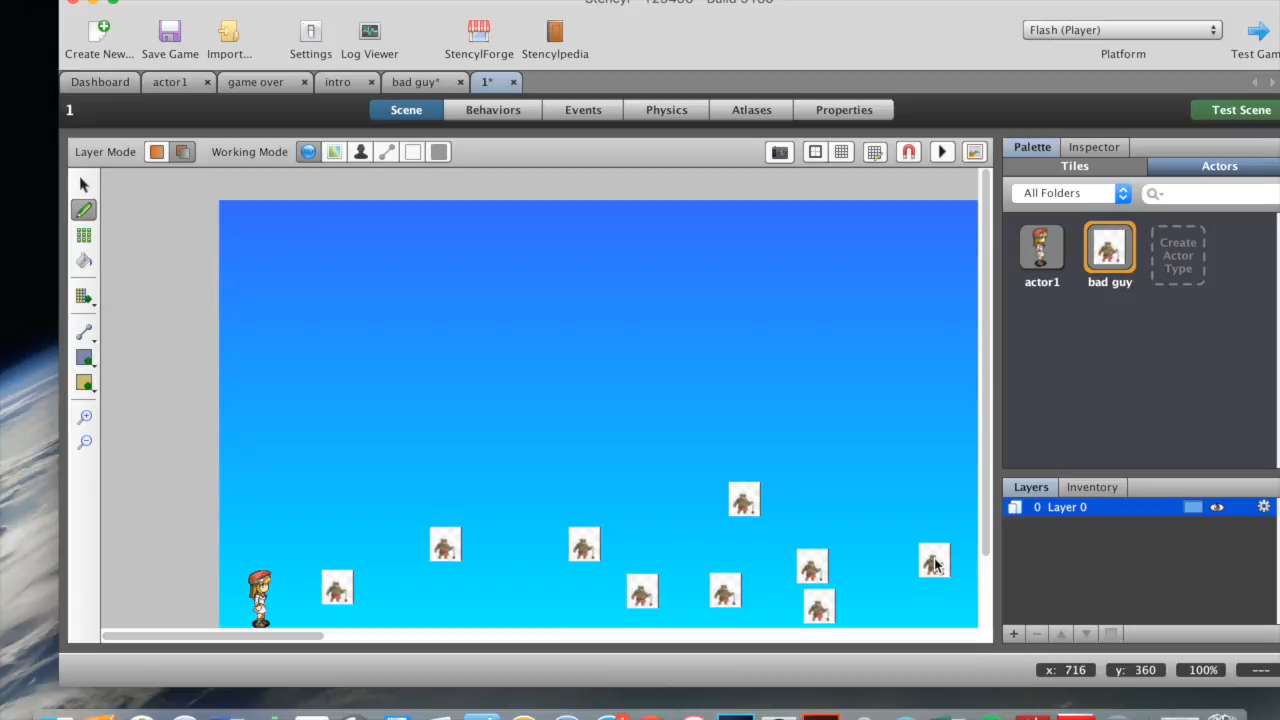 Create New...
Save Game
Import...
Settings
Log Viewer
StencylForge
Stencylpedia
Flash (Player)
Platform
Test Gam
Dashboard
actor1
game over
intro
bad guy*
1*
1
Scene
Behaviors
Events
Physics
Atlases
Properties
Test Scene
Layer Mode
Working Mode
Palette
Inspector
Tiles
Actors
All Folders
actor1
bad guy
Create
Actor
Type
Layers
Inventory
0 Layer 0
x: 716
y: 360
100%
---